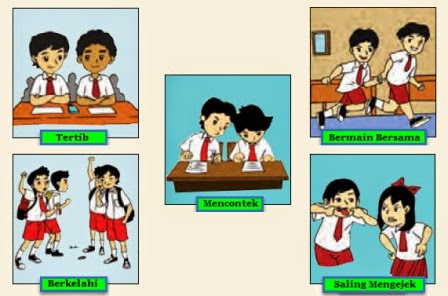 Tertib
Bermain Bersama
Mencontek
Berkelahi
Saling Mengejek